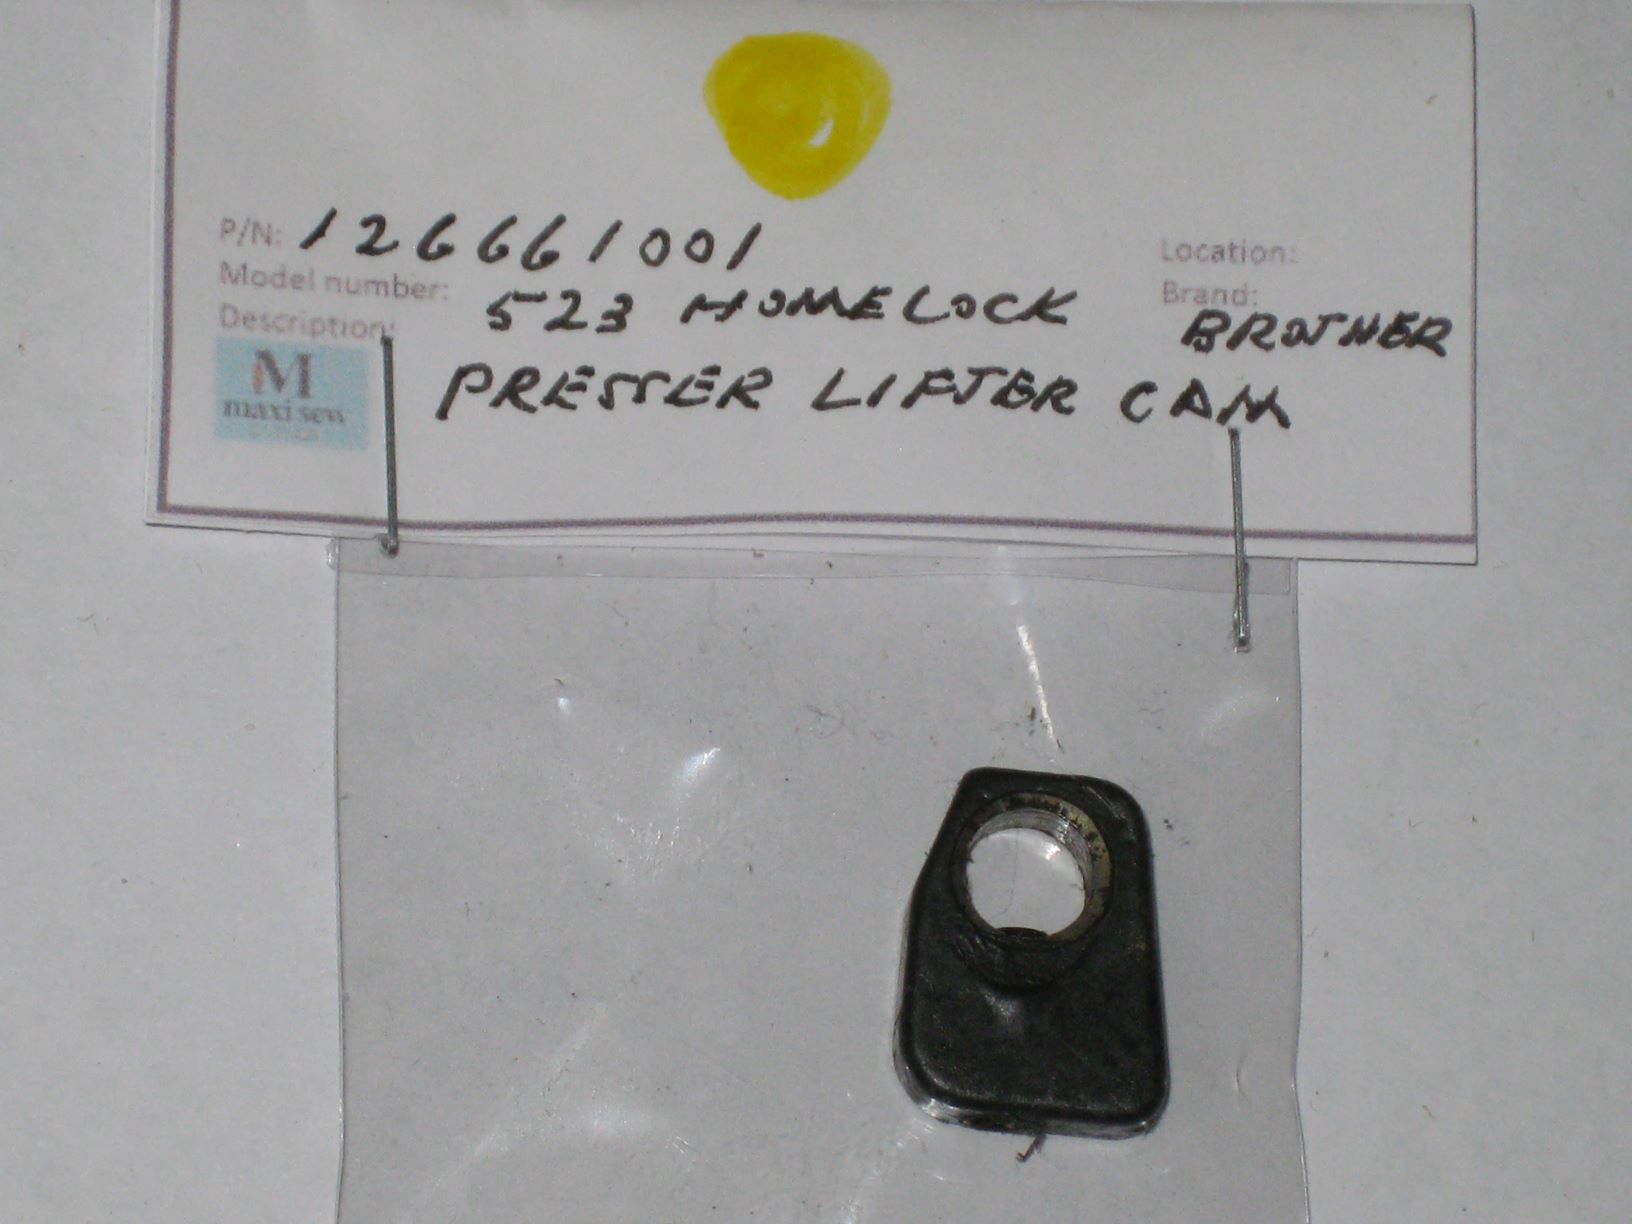 P/N: 126661001
Location:
Model number: 523 HOMELOCK
Brand: BROTHER
Description: PRESSER LIFTER CAM
M
maxi sew